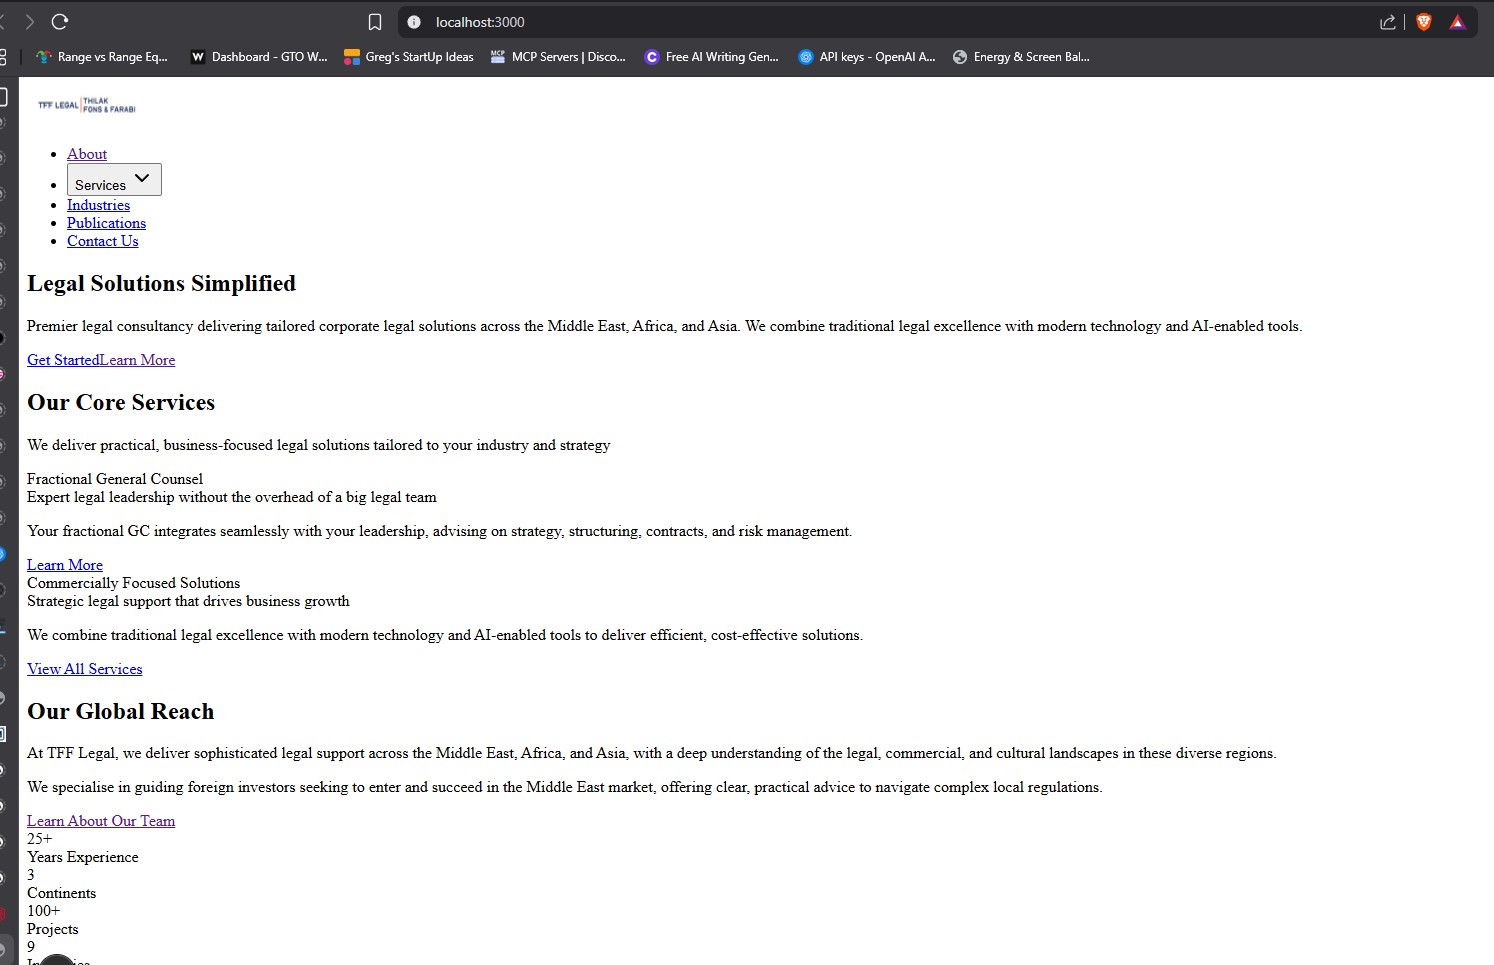 localhost:3000
Range vs Range Eq...
Dashboard - GTO W...
Greg's StartUp Ideas
MCP Servers | Disco...
Free AI Writing Gen...
API keys - OpenAI A...
Energy & Screen Bal...
TFF LEGAL THILAK
FONS & FARABI
About
Services
Industries
Publications
Contact Us
Legal Solutions Simplified
Premier legal consultancy delivering tailored corporate legal solutions across the Middle East, Africa, and Asia. We combine traditional legal excellence with modern technology and AI-enabled tools.
Get StartedLearn More
Our Core Services
We deliver practical, business-focused legal solutions tailored to your industry and strategy
Fractional General Counsel
Expert legal leadership without the overhead of a big legal team
Your fractional GC integrates seamlessly with your leadership, advising on strategy, structuring, contracts, and risk management.
Learn More
Commercially Focused Solutions
Strategic legal support that drives business growth
We combine traditional legal excellence with modern technology and AI-enabled tools to deliver efficient, cost-effective solutions.
View All Services
Our Global Reach
At TFF Legal, we deliver sophisticated legal support across the Middle East, Africa, and Asia, with a deep understanding of the legal, commercial, and cultural landscapes in these diverse regions.
We specialise in guiding foreign investors seeking to enter and succeed in the Middle East market, offering clear, practical advice to navigate complex local regulations.
Learn About Our Team
25+
Years Experience
3
Continents
100+
Projects
9